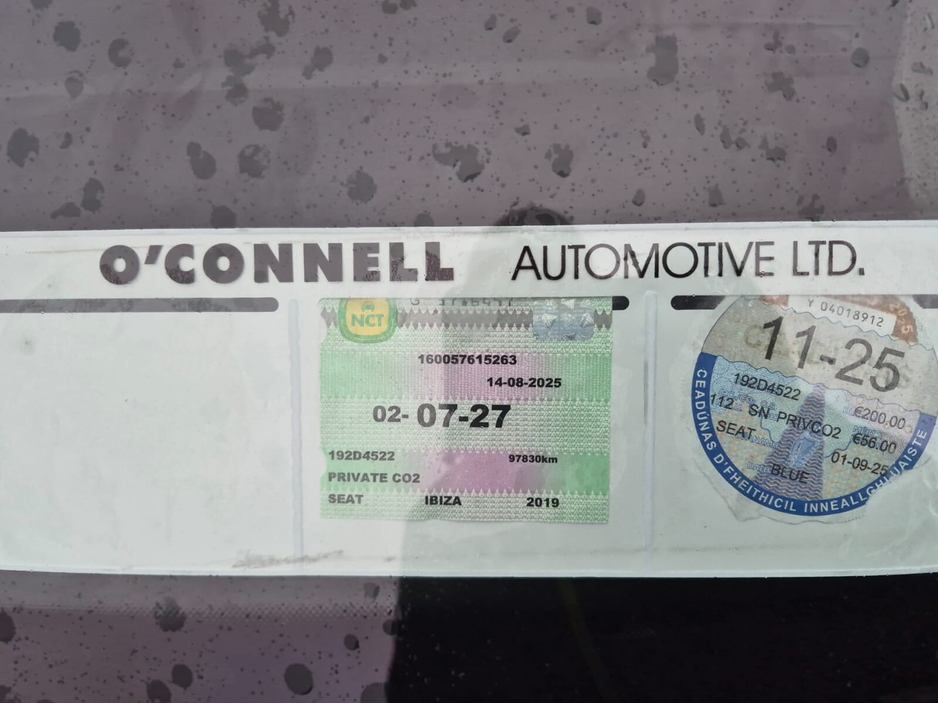 O'CONNELL AUTOMOTIVE LTD.
NCT
160057615263
14-08-2025
02-07-27
192D4522 97830km
PRIVATE CO2
SEAT IBIZA 2019
Y 04018912
11-25
192D4522 €200.00
112 SN PRIVCO2 €56.00
SEAT 01-09-25
BLUE
CEADÚNAS D'FHEITHICIL INNEALLGHLUAISTE